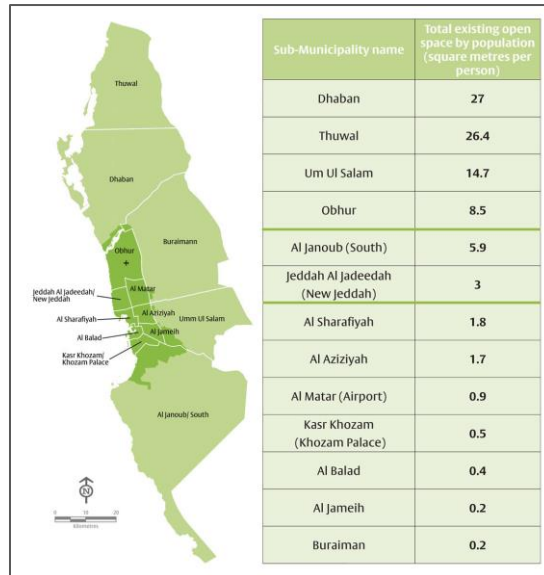 Thuwal
Dhaban
Obhur
Buraimann
Al Matar
Jeddah Al Jadeedah/
New Jeddah
Al Aziziyah
Al Sharafiyah
Umm Ul Salam
Al Jameih
Al Balad
Kasr Khozam/
Khozam Palace
Al Janoub/ South
N
0 10 20
kilometres
Sub-Municipality name
Total existing open
space by population
(square metres per
person)
Dhaban 27
Thuwal 26.4
Um Ul Salam 14.7
Obhur 8.5
Al Janoub (South) 5.9
Jeddah Al Jadeedah
(New Jeddah) 3
Al Sharafiyah 1.8
Al Aziziyah 1.7
Al Matar (Airport) 0.9
Kasr Khozam
(Khozam Palace) 0.5
Al Balad 0.4
Al Jameih 0.2
Buraiman 0.2